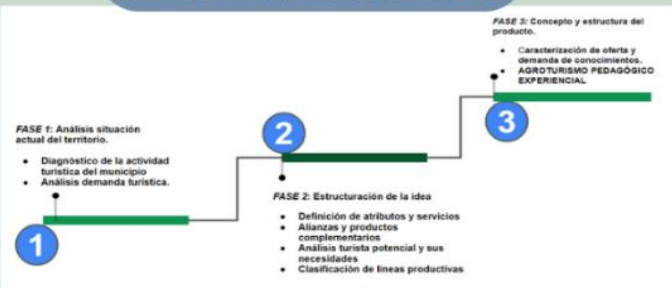 FASE 3: Concepto y estructura del
producto.
• Caracterización de oferta y
demanda de conocimientos.
• AGROTURISMO PEDAGÓGICO
EXPERIENCIAL
3
2
FASE 1: Análisis situación
actual del territorio.
• Diagnóstico de la actividad
turística del municipio
• Análisis demanda turística.
1
FASE 2: Estructuración de la idea
• Definición de atributos y servicios
• Alianzas y productos
complementarios
• Análisis turista potencial y sus
necesidades
• Clasificación de líneas productivas